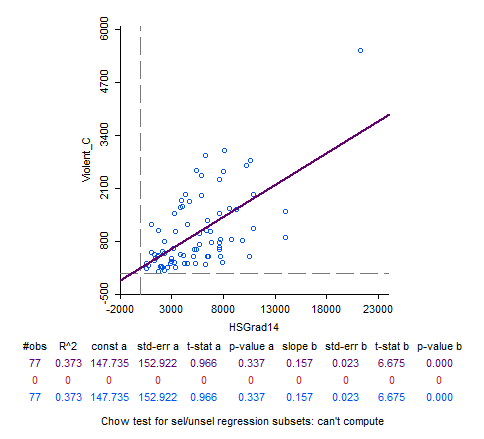 6000
4700
3400
2100
800
-500
Violent_C
-2000 3000 8000 13000 18000 23000
HSGrad14
#obs R^2 const a std-err a t-stat a p-value a slope b std-err b t-stat b p-value b
77 0.373 147.735 152.922 0.966 0.337 0.157 0.023 6.675 0.000
0 0 0 0 0 0 0 0 0 0
77 0.373 147.735 152.922 0.966 0.337 0.157 0.023 6.675 0.000
Chow test for sel/unsel regression subsets: can't compute